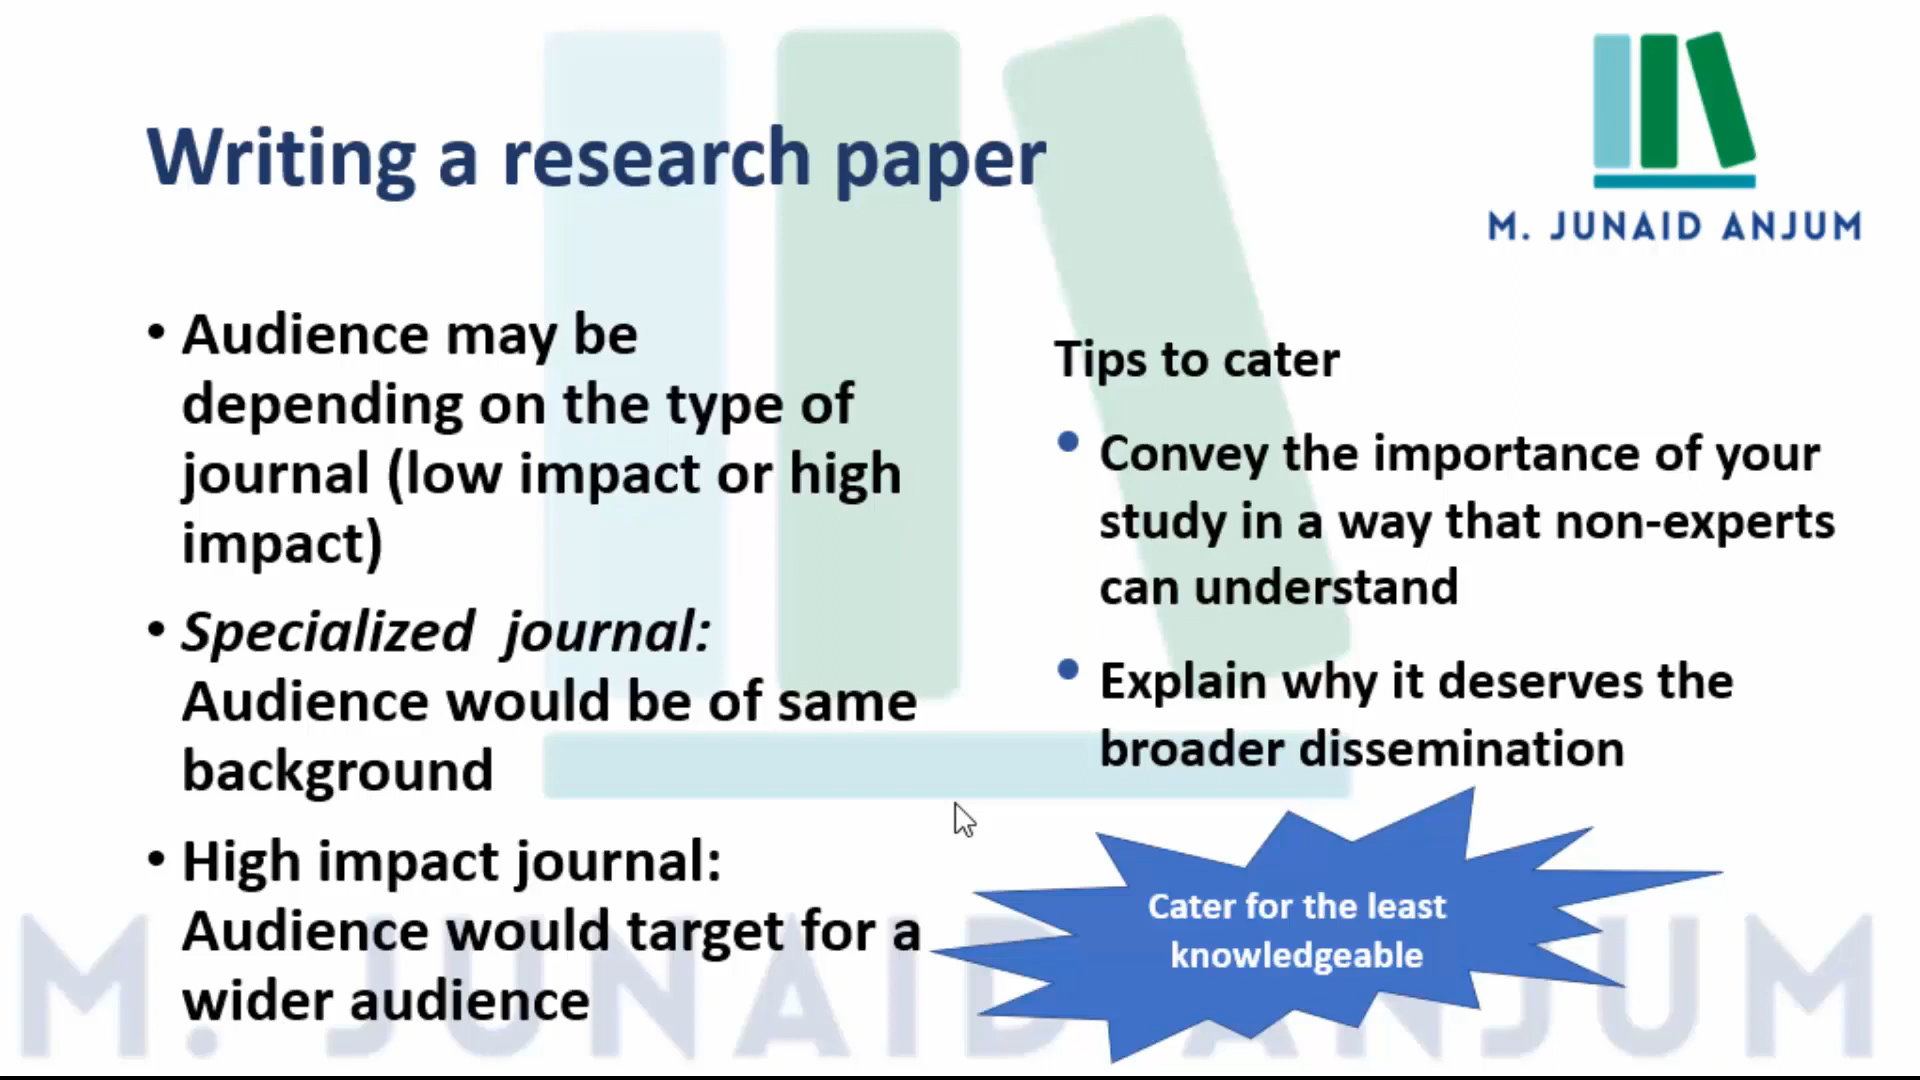 Writing a research paper
M. JUNAID ANJUM
• Audience may be
depending on the type of
journal (low impact or high
impact)
• Specialized journal:
Audience would be of same
background
• High impact journal:
Audience would target for a
wider audience
Tips to cater
• Convey the importance of your
study in a way that non-experts
can understand
• Explain why it deserves the
broader dissemination
Cater for the least
knowledgeable
M. JUNAID ANJUM